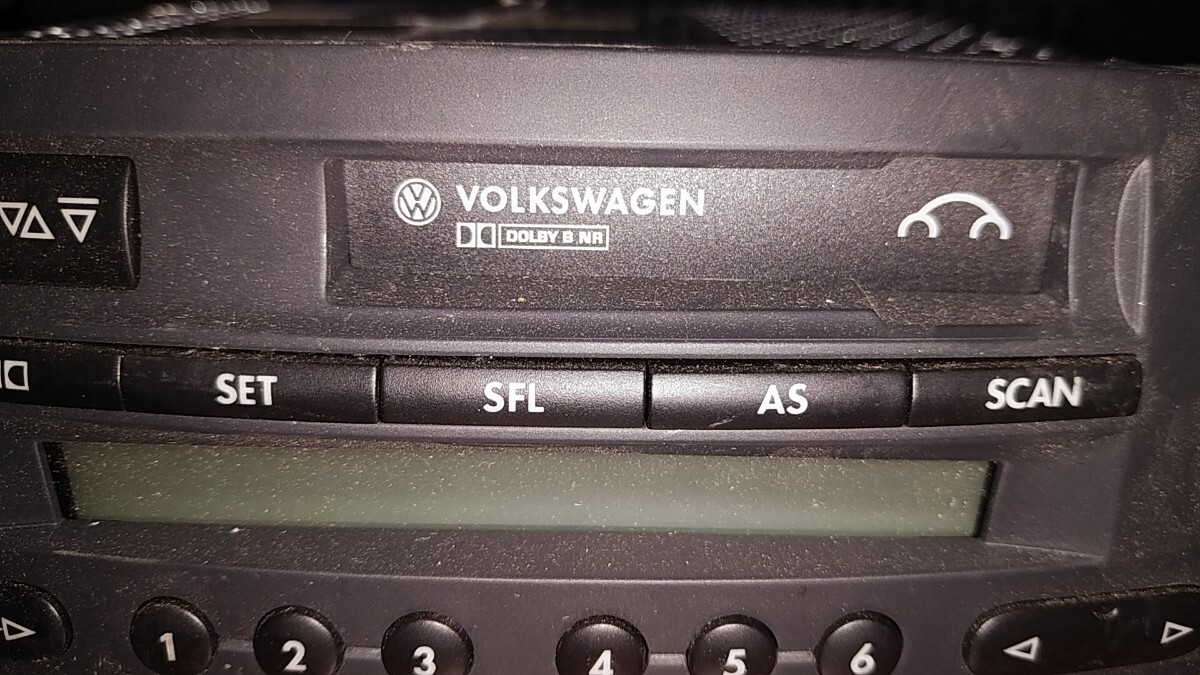 VOLKSWAGEN
DOLBY B NR
SET SFL AS SCAN
1 2 3 4 5 6